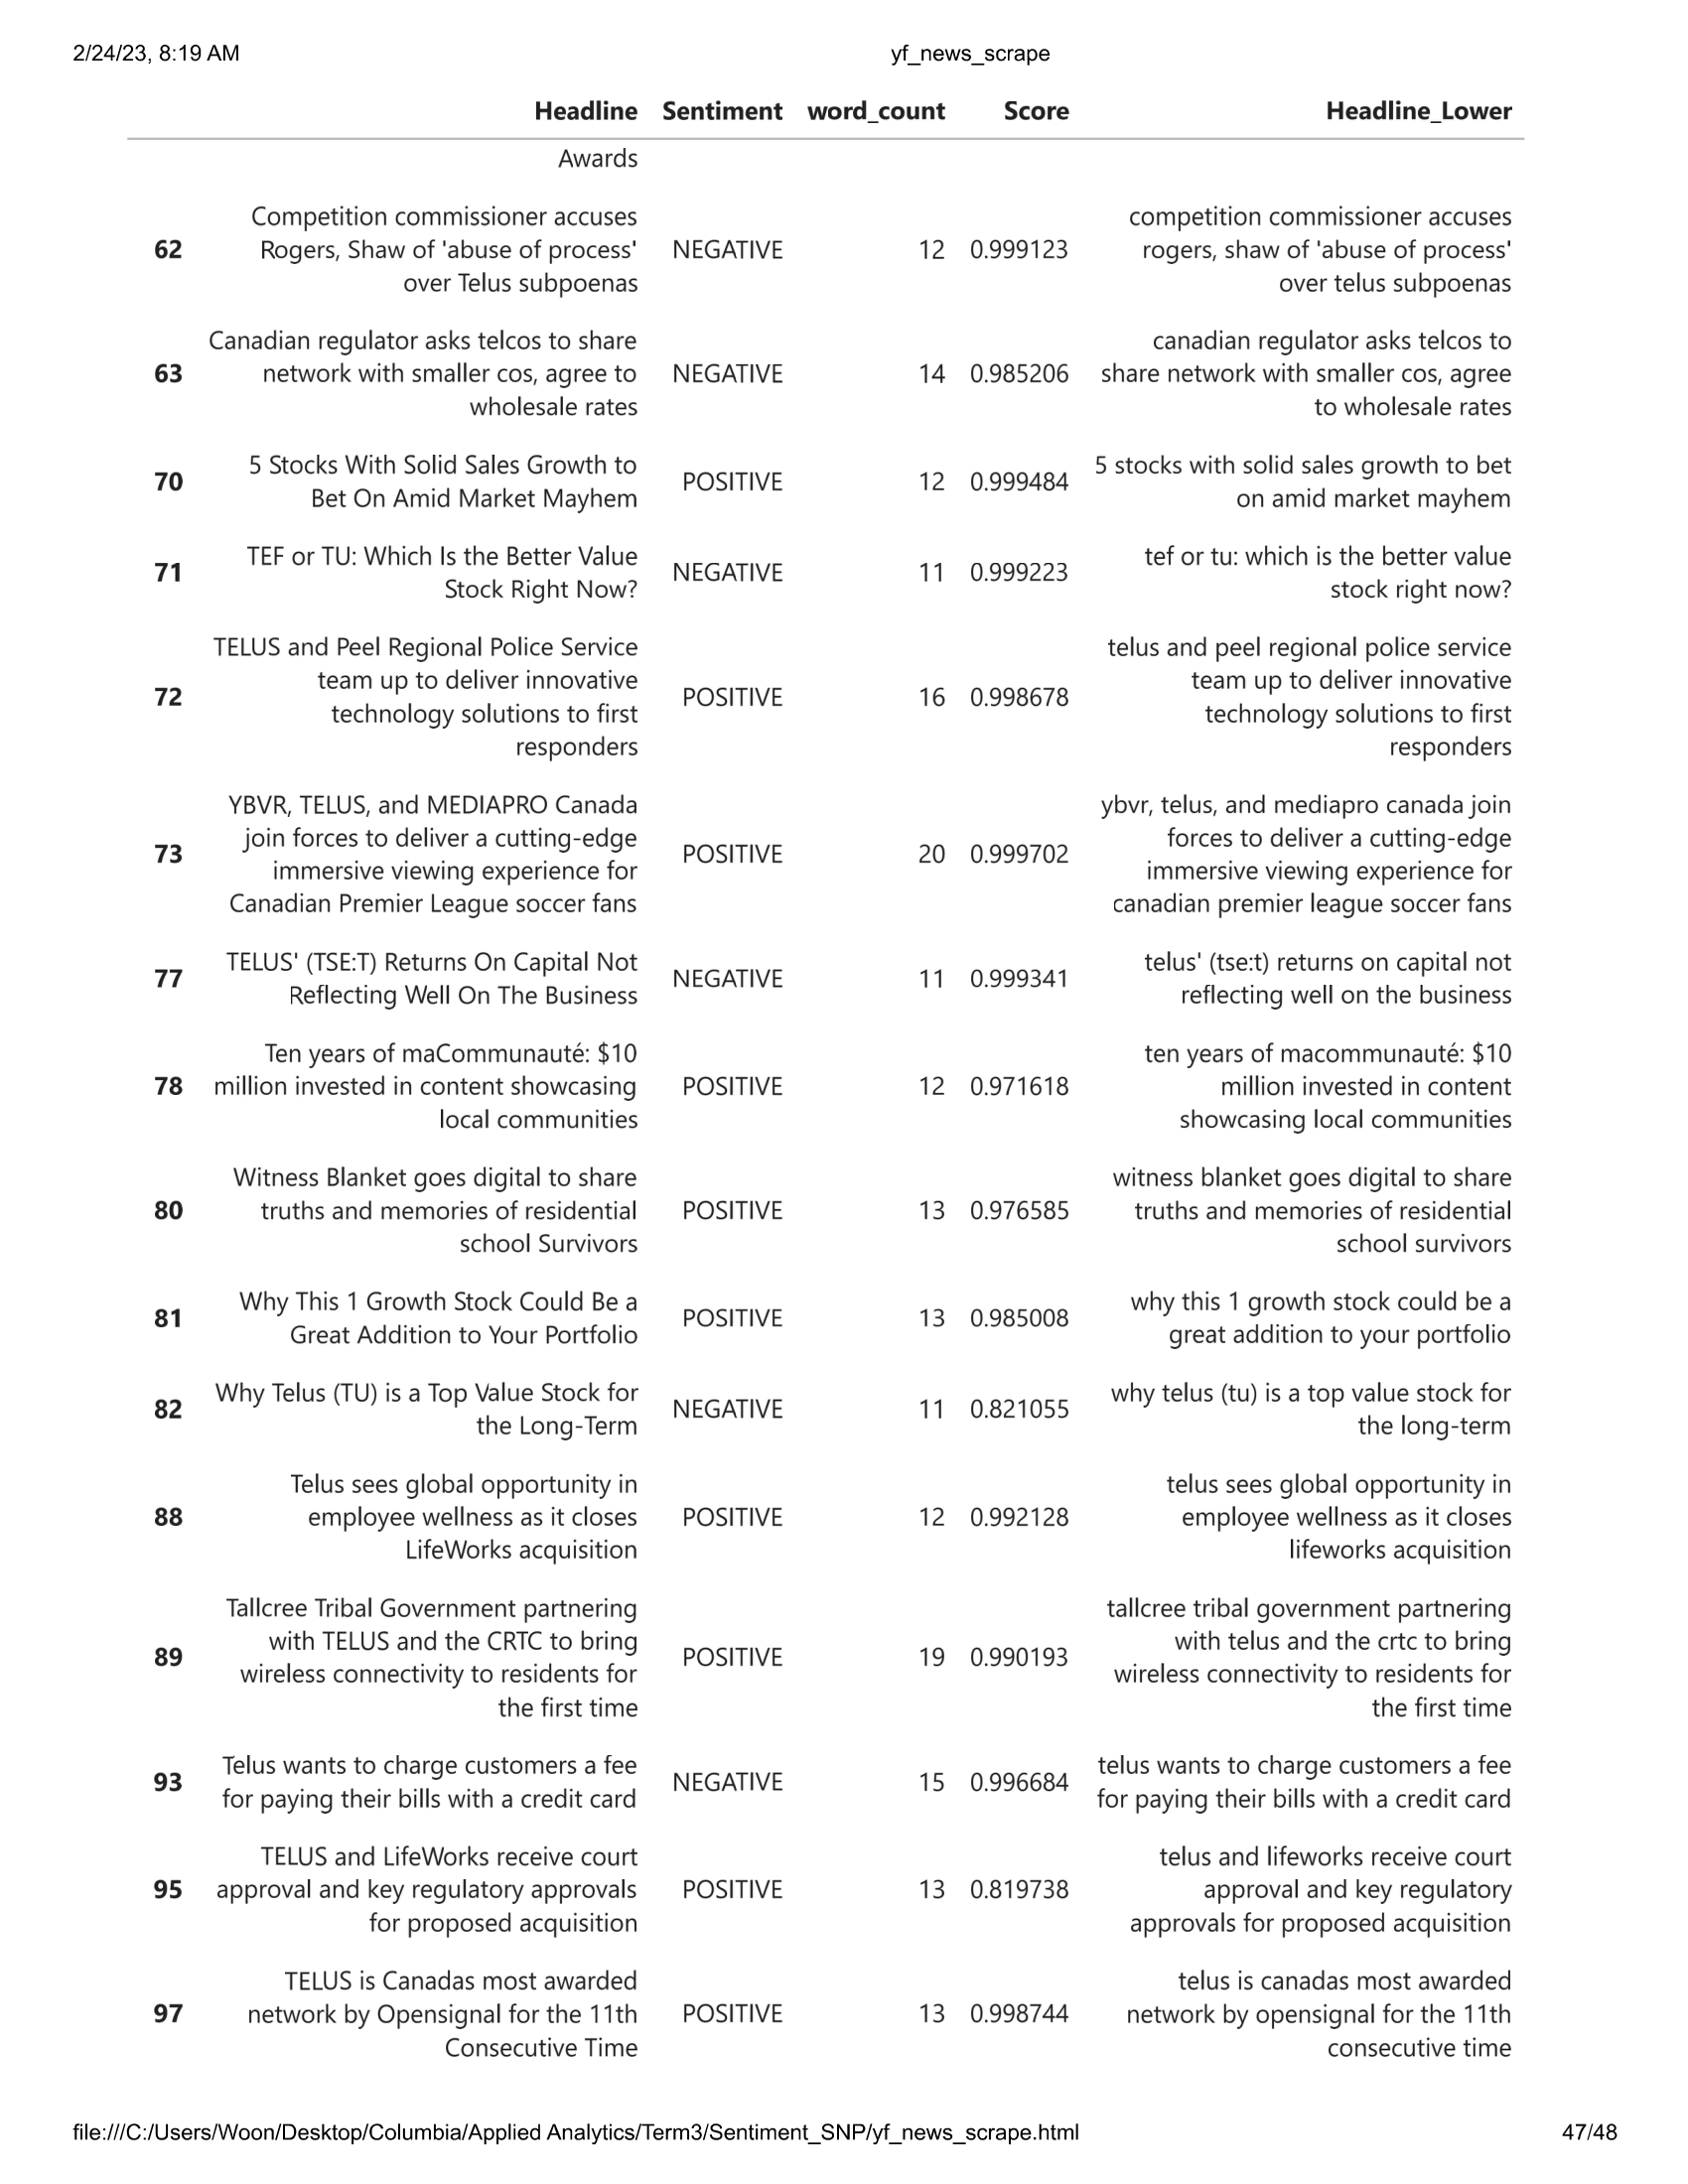 2/24/23, 8:19 AM yf_news_scrape
Headline Sentiment word_count Score Headline_Lower
Awards
Competition commissioner accuses competition commissioner accuses
62 Rogers, Shaw of 'abuse of process' NEGATIVE 12 0.999123 rogers, shaw of 'abuse of process'
over Telus subpoenas over telus subpoenas
Canadian regulator asks telcos to share canadian regulator asks telcos to
63 network with smaller cos, agree to NEGATIVE 14 0.985206 share network with smaller cos, agree
wholesale rates to wholesale rates
5 Stocks With Solid Sales Growth to 5 stocks with solid sales growth to bet
70 Bet On Amid Market Mayhem POSITIVE 12 0.999484 on amid market mayhem
TEF or TU: Which Is the Better Value tef or tu: which is the better value
71 Stock Right Now? NEGATIVE 11 0.999223 stock right now?
TELUS and Peel Regional Police Service telus and peel regional police service
team up to deliver innovative team up to deliver innovative
72 technology solutions to first POSITIVE 16 0.998678 technology solutions to first
responders responders
YBVR, TELUS, and MEDIAPRO Canada ybvr, telus, and mediapro canada join
join forces to deliver a cutting-edge forces to deliver a cutting-edge
73 immersive viewing experience for POSITIVE 20 0.999702 immersive viewing experience for
Canadian Premier League soccer fans canadian premier league soccer fans
TELUS' (TSE:T) Returns On Capital Not telus' (tse:t) returns on capital not
77 Reflecting Well On The Business NEGATIVE 11 0.999341 reflecting well on the business
Ten years of maCommunauté: $10 ten years of macommunauté: $10
78 million invested in content showcasing POSITIVE 12 0.971618 million invested in content
local communities showcasing local communities
Witness Blanket goes digital to share witness blanket goes digital to share
80 truths and memories of residential POSITIVE 13 0.976585 truths and memories of residential
school Survivors school survivors
Why This 1 Growth Stock Could Be a why this 1 growth stock could be a
81 Great Addition to Your Portfolio POSITIVE 13 0.985008 great addition to your portfolio
Why Telus (TU) is a Top Value Stock for why telus (tu) is a top value stock for
82 the Long-Term NEGATIVE 11 0.821055 the long-term
Telus sees global opportunity in telus sees global opportunity in
88 employee wellness as it closes POSITIVE 12 0.992128 employee wellness as it closes
LifeWorks acquisition lifeworks acquisition
Tallcree Tribal Government partnering tallcree tribal government partnering
with TELUS and the CRTC to bring with telus and the crtc to bring
89 wireless connectivity to residents for POSITIVE 19 0.990193 wireless connectivity to residents for
the first time the first time
Telus wants to charge customers a fee telus wants to charge customers a fee
93 for paying their bills with a credit card NEGATIVE 15 0.996684 for paying their bills with a credit card
TELUS and LifeWorks receive court telus and lifeworks receive court
95 approval and key regulatory approvals POSITIVE 13 0.819738 approval and key regulatory
for proposed acquisition approvals for proposed acquisition
TELUS is Canadas most awarded telus is canadas most awarded
97 network by Opensignal for the 11th POSITIVE 13 0.998744 network by opensignal for the 11th
Consecutive Time consecutive time
file:///C:/Users/Woon/Desktop/Columbia/Applied Analytics/Term3/Sentiment_SNP/yf_news_scrape.html 47/48